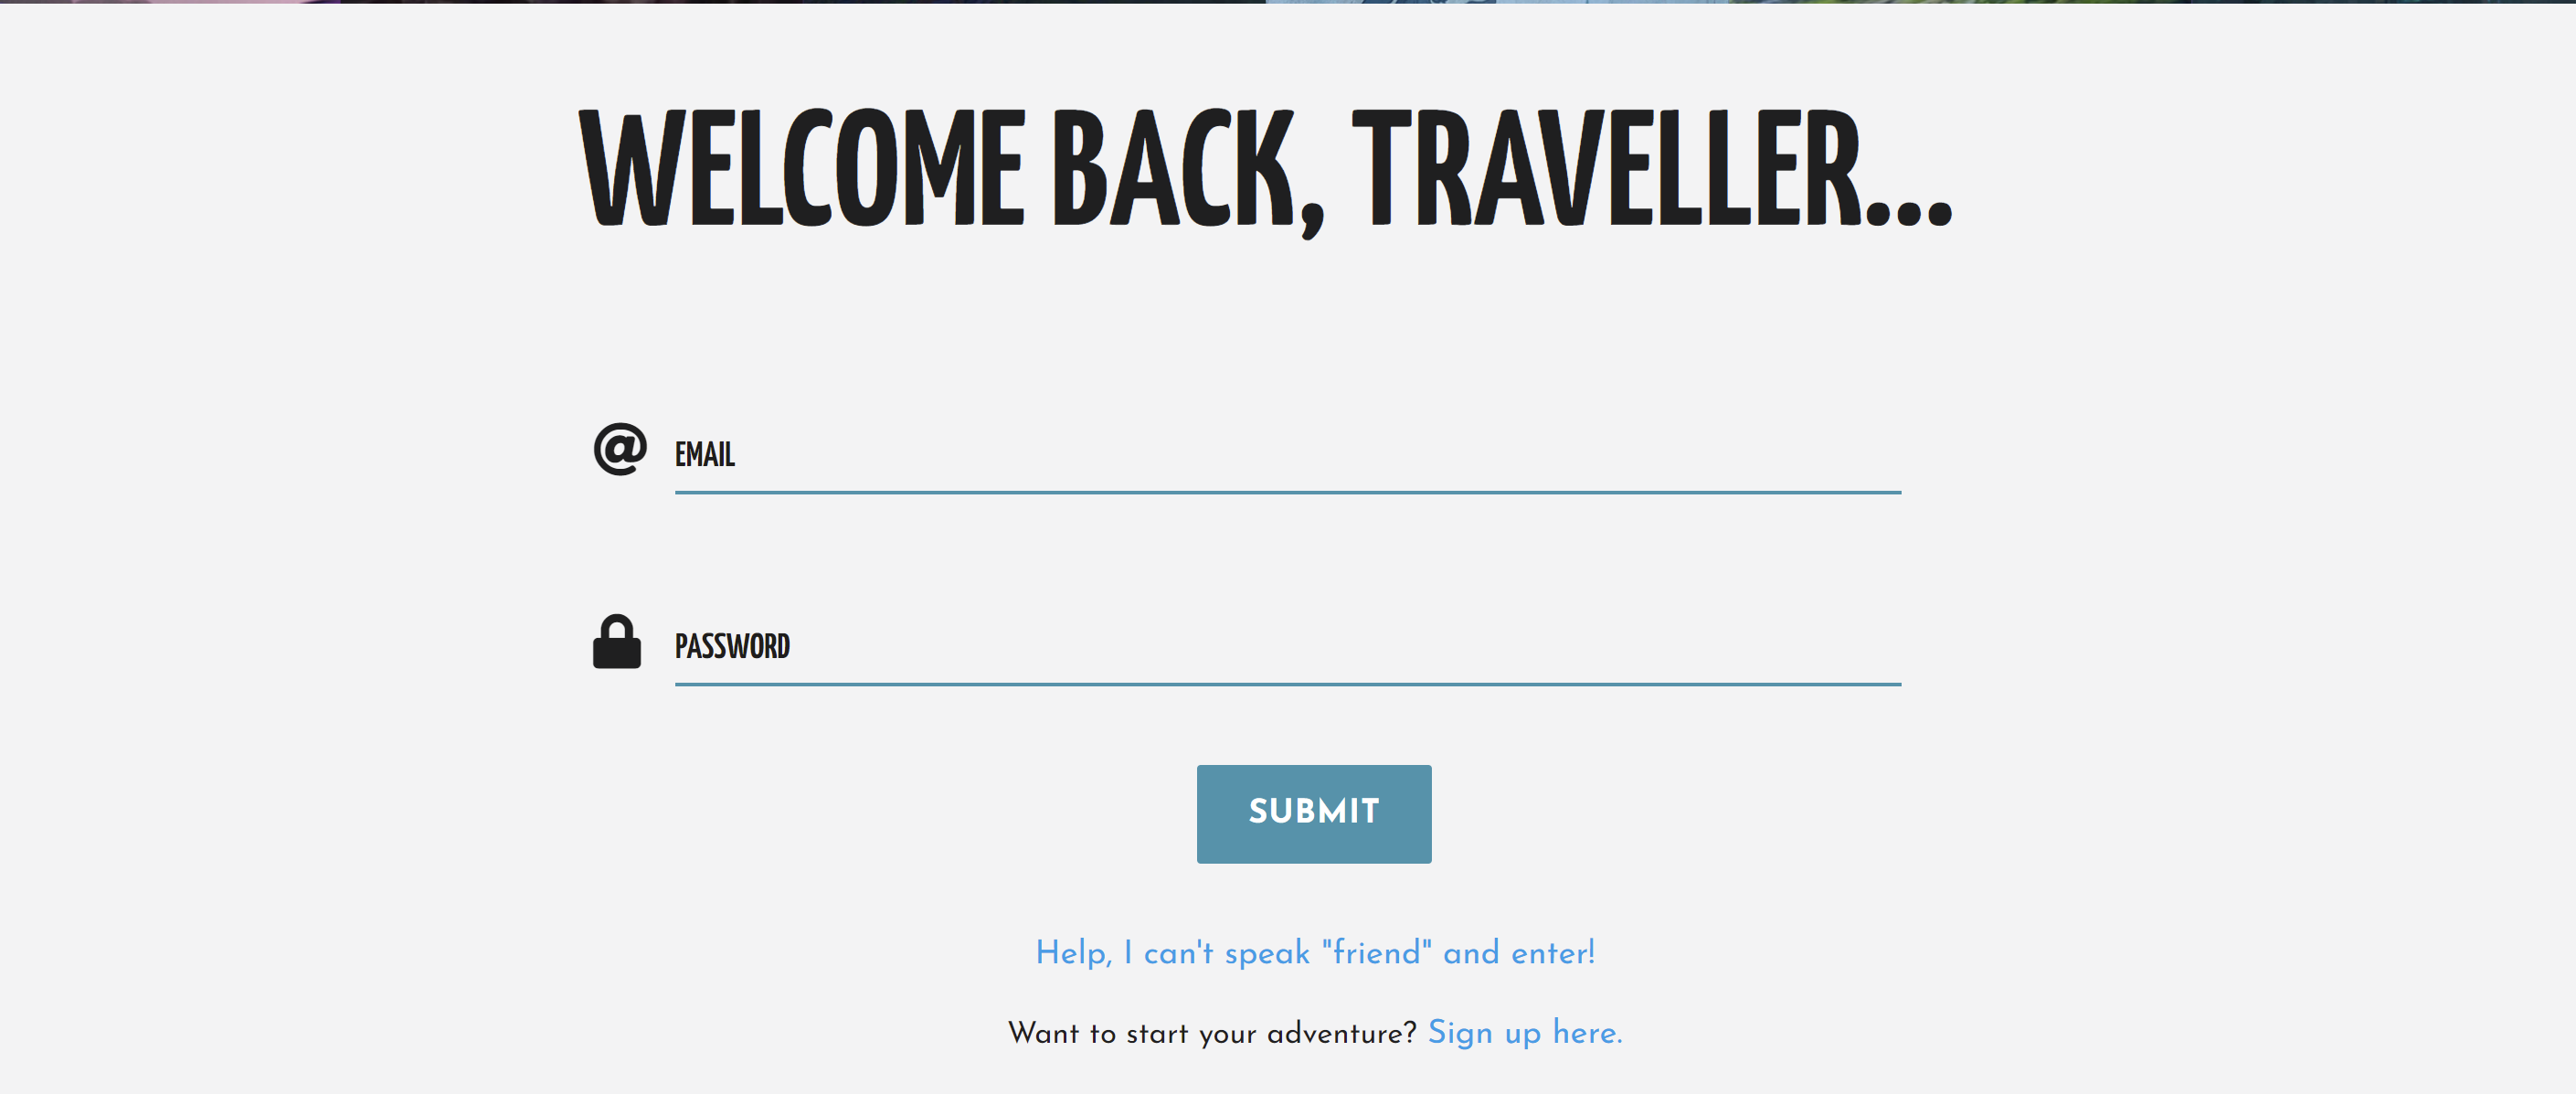 WELCOME BACK, TRAVELLER...
@ EMAIL
PASSWORD
SUBMIT
Help, I can't speak "friend" and enter!
Want to start your adventure? Sign up here.